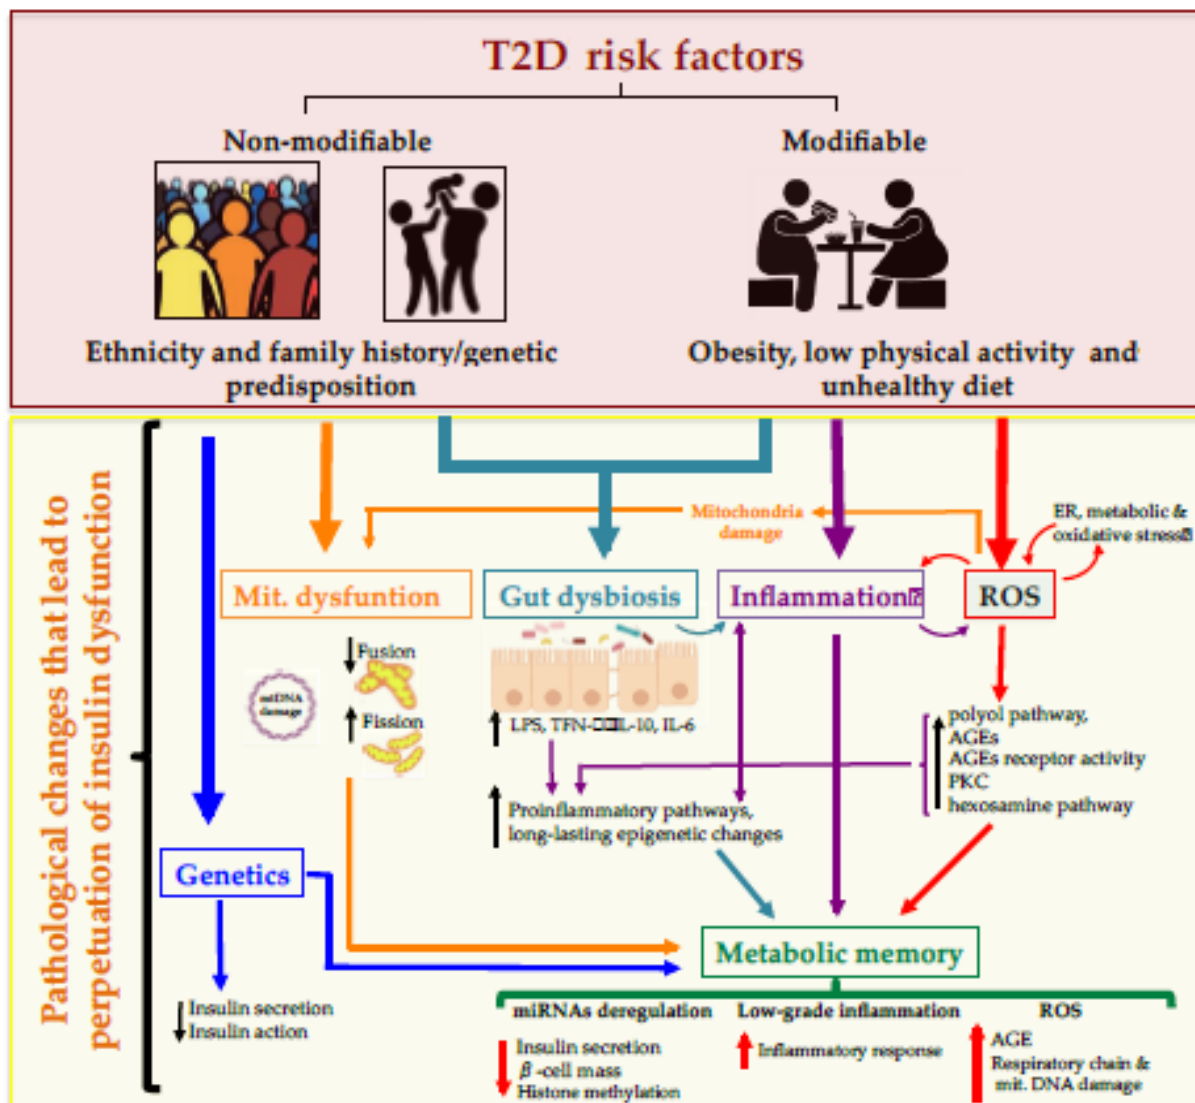 T2D risk factors
Non-modifiable
Modifiable
Ethnicity and family history/genetic
predisposition
Obesity, low physical activity and
unhealthy diet
Pathological changes that lead to
perpetuation of insulin dysfunction
Mitochondria
damage
ER, metabolic &
oxidative stress
Mit. dysfuntion
Gut dysbiosis
Inflammation
ROS
mtDNA
damage
Fusion
Fission
LPS, TFN-□□IL-10, IL-6
polyol pathway,
AGEs
AGEs receptor activity
PKC
hexosamine pathway
Proinflammatory pathways,
long-lasting epigenetic changes
Genetics
Insulin secretion
Insulin action
Metabolic memory
miRNAs deregulation
Insulin secretion
β -cell mass
Histone methylation
Low-grade inflammation
Inflammatory response
ROS
AGE
Respiratory chain &
mit. DNA damage